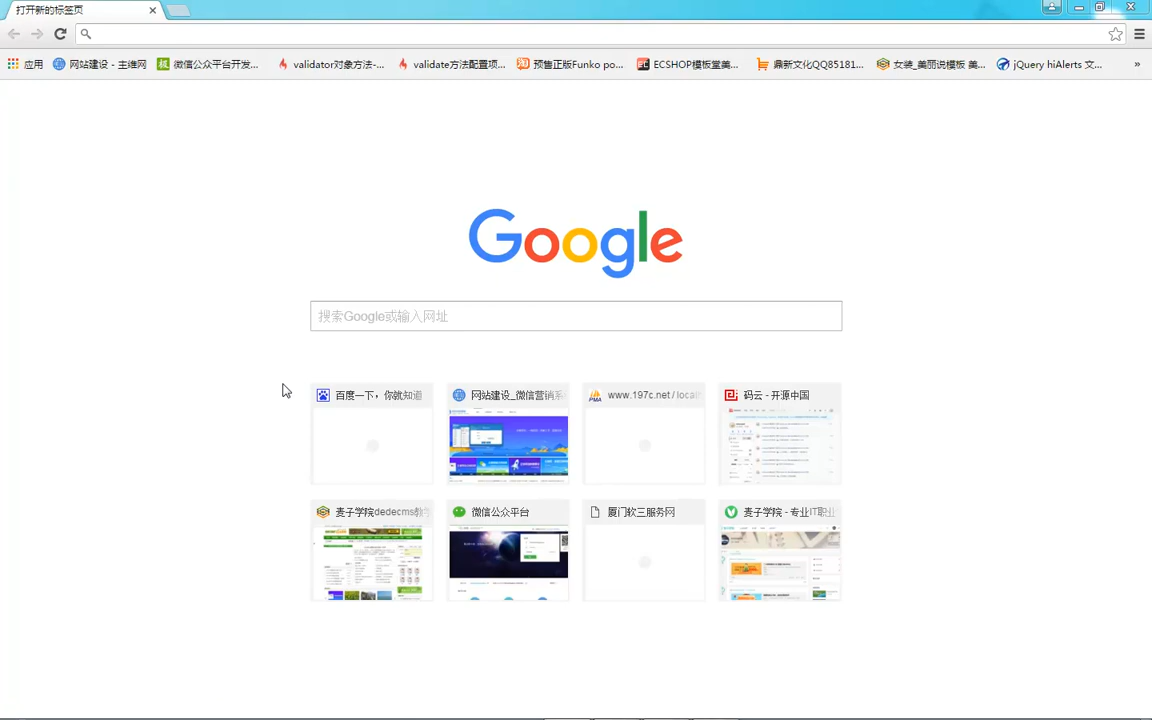 打开新的标签页
应用 网站建设 - 主维网 微信公众平台开发... validator对象方法-... validate方法配置项... 预售正版Funko po... ECSHOP模板堂美... 鼎新文化QQ85181... 女装_美丽说模板 美... jQuery hiAlerts 文... »
Google
搜索Google或输入网址
百度一下，你就知道 网站建设_微信营销系 www.197c.net / local 码云 - 开源中国
麦子学院dedecms教学 微信公众平台 厦门软三服务网 麦子学院 - 专业IT职业